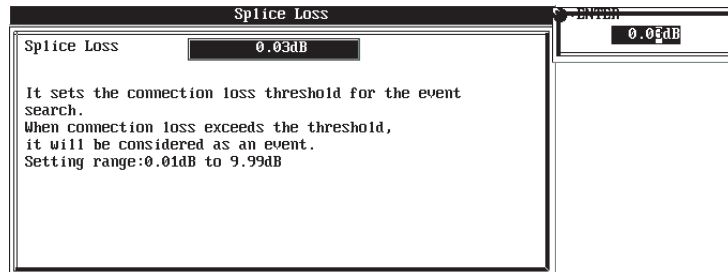 Splice Loss
ENTER
Splice Loss 0.03dB
It sets the connection loss threshold for the event
search.
When connection loss exceeds the threshold,
it will be considered as an event.
Setting range:0.01dB to 9.99dB